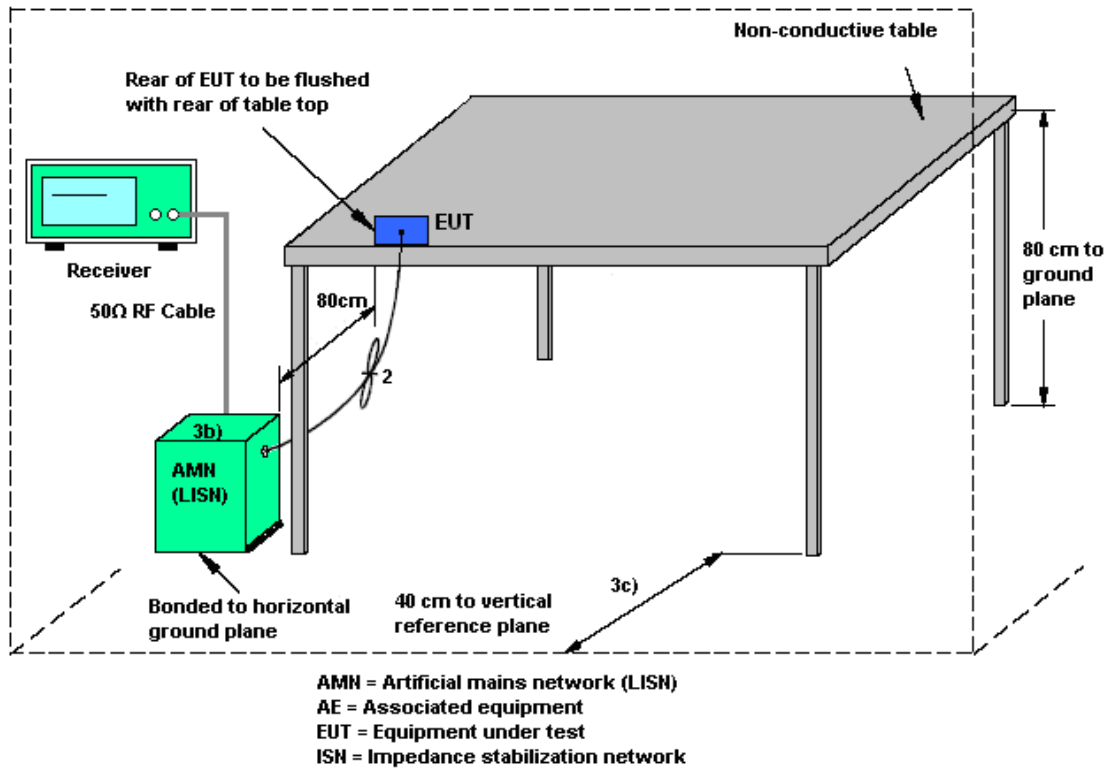 Non-conductive table
Rear of EUT to be flushed
with rear of table top
EUT
Receiver
80 cm to
ground
plane
80cm
50Ω RF Cable
2
3b)
AMN
(LISN)
3c)
Bonded to horizontal
ground plane
40 cm to vertical
reference plane
AMN = Artificial mains network (LISN)
AE = Associated equipment
EUT = Equipment under test
ISN = Impedance stabilization network